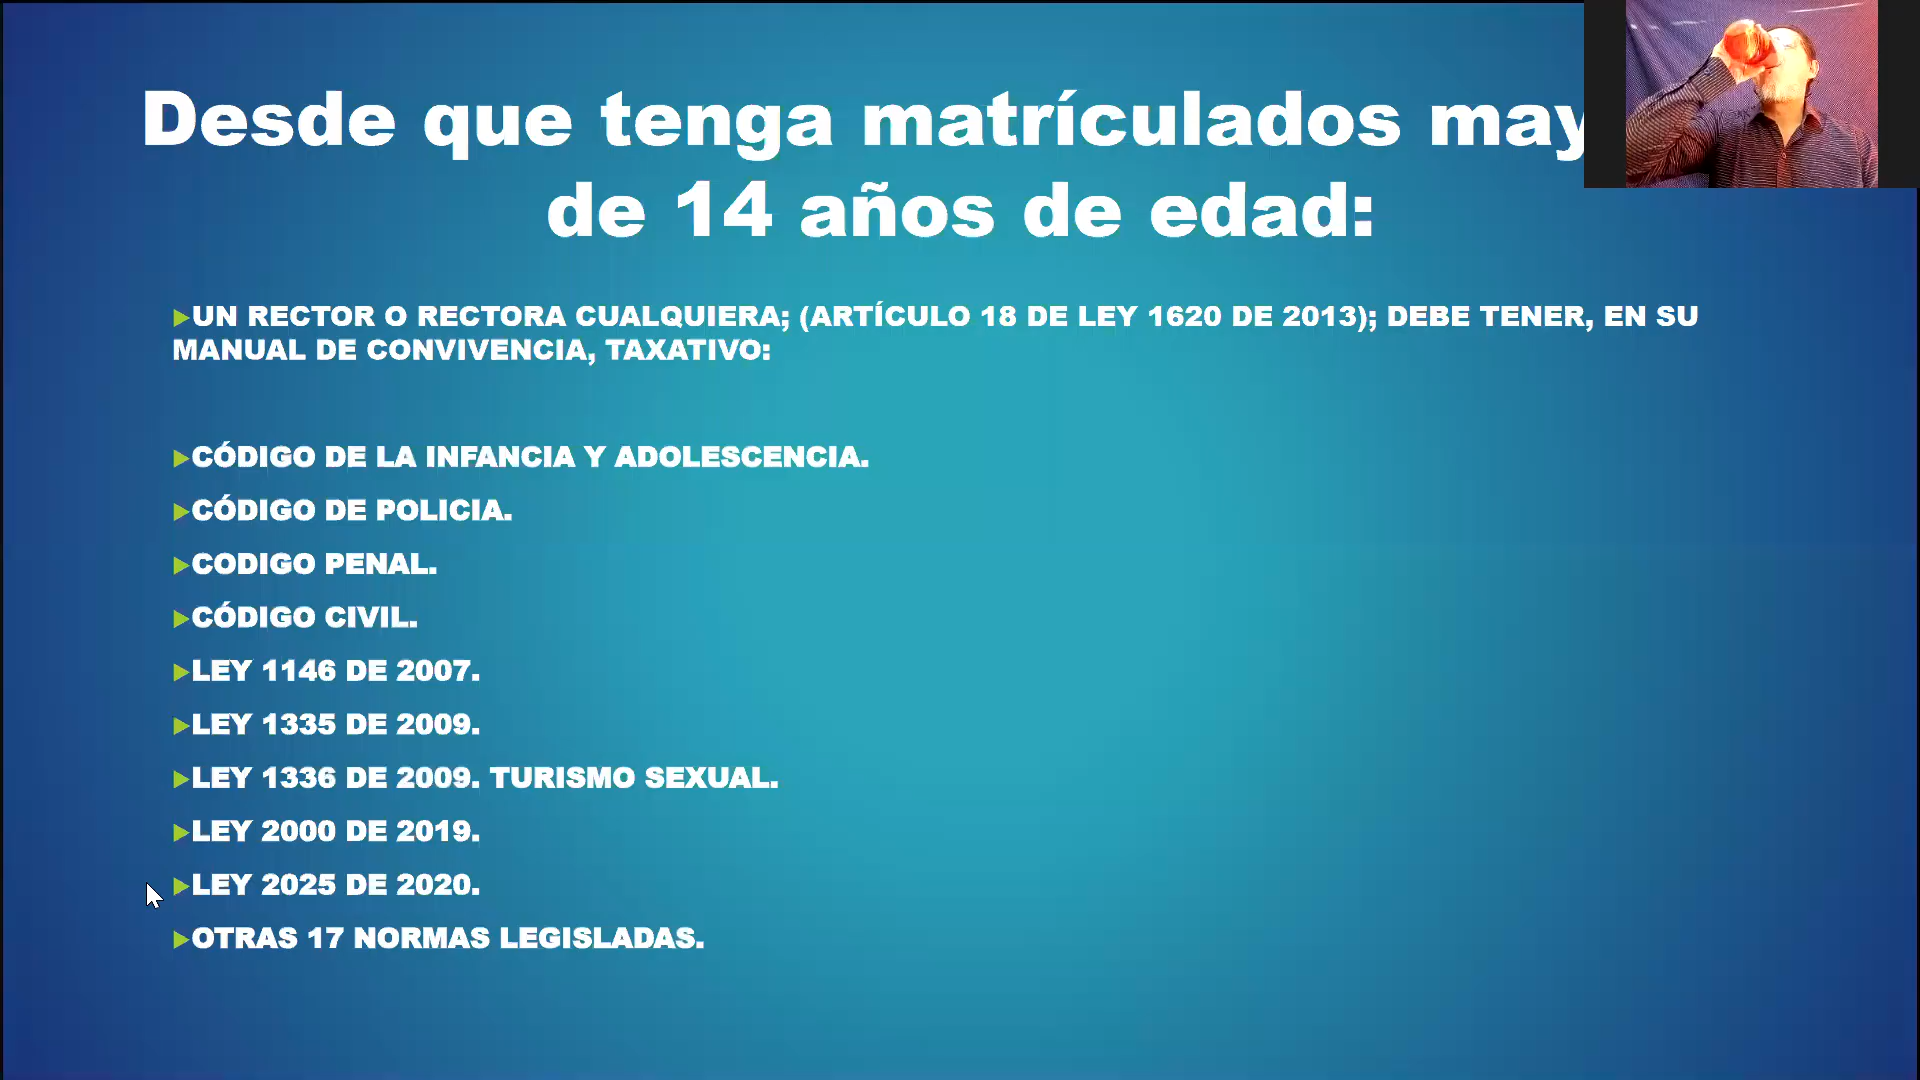 Desde que tenga matrículados may
de 14 años de edad:
UN RECTOR O RECTORA CUALQUIERA; (ARTÍCULO 18 DE LEY 1620 DE 2013); DEBE TENER, EN SU
MANUAL DE CONVIVENCIA, TAXATIVO:
CÓDIGO DE LA INFANCIA Y ADOLESCENCIA.
CÓDIGO DE POLICIA.
CODIGO PENAL.
CÓDIGO CIVIL.
LEY 1146 DE 2007.
LEY 1335 DE 2009.
LEY 1336 DE 2009. TURISMO SEXUAL.
LEY 2000 DE 2019.
LEY 2025 DE 2020.
OTRAS 17 NORMAS LEGISLADAS.